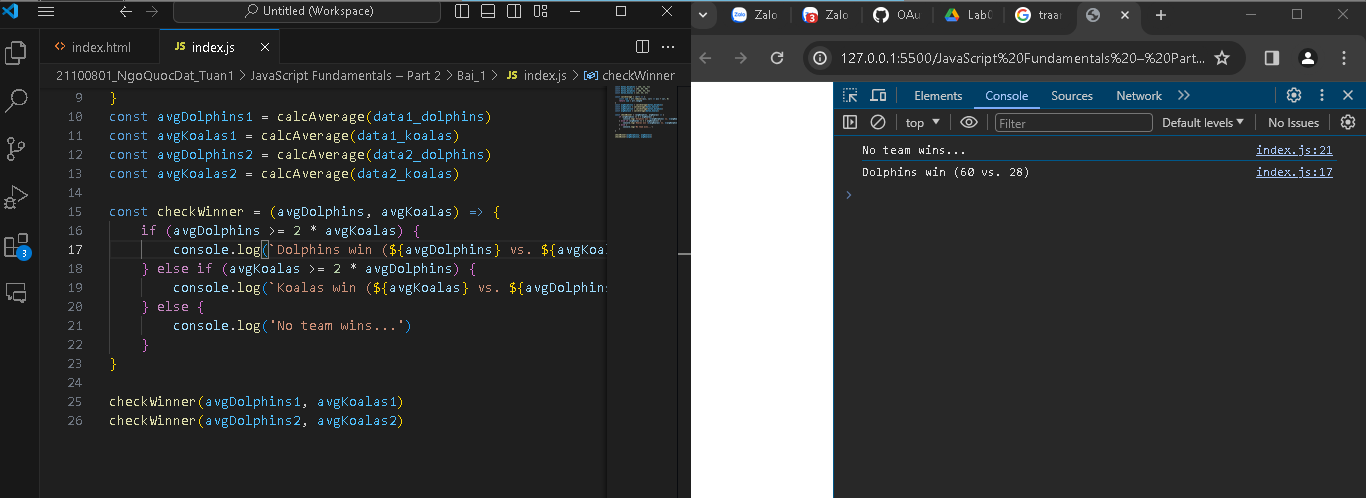 Untitled (Workspace)
index.html
JS index.js
21100801_NgoQuocDat_Tuan1 > JavaScript Fundamentals – Part 2 > Bai_1 > JS index.js > checkWinner
9 }
10 const avgDolphins1 = calcAverage(data1_dolphins)
11 const avgKoalas1 = calcAverage(data1_koalas)
12 const avgDolphins2 = calcAverage(data2_dolphins)
13 const avgKoalas2 = calcAverage(data2_koalas)
14
15 const checkWinner = (avgDolphins, avgKoalas) => {
16 if (avgDolphins >= 2 * avgKoalas) {
17 console.log(`Dolphins win (${avgDolphins} vs. ${avgKoa
18 } else if (avgKoalas >= 2 * avgDolphins) {
19 console.log(`Koalas win (${avgKoalas} vs. ${avgDolphins
20 } else {
21 console.log('No team wins...')
22 }
23 }
24
25 checkWinner(avgDolphins1, avgKoalas1)
26 checkWinner(avgDolphins2, avgKoalas2)
3
Zalo Zalo
Zalo
OAu
Lab
traar
127.0.0.1:5500/JavaScript%20Fundamentals%20–%20Part...
Elements Console Sources Network
top Filter Default levels No Issues
No team wins... index.js:21
Dolphins win (60 vs. 28) index.js:17